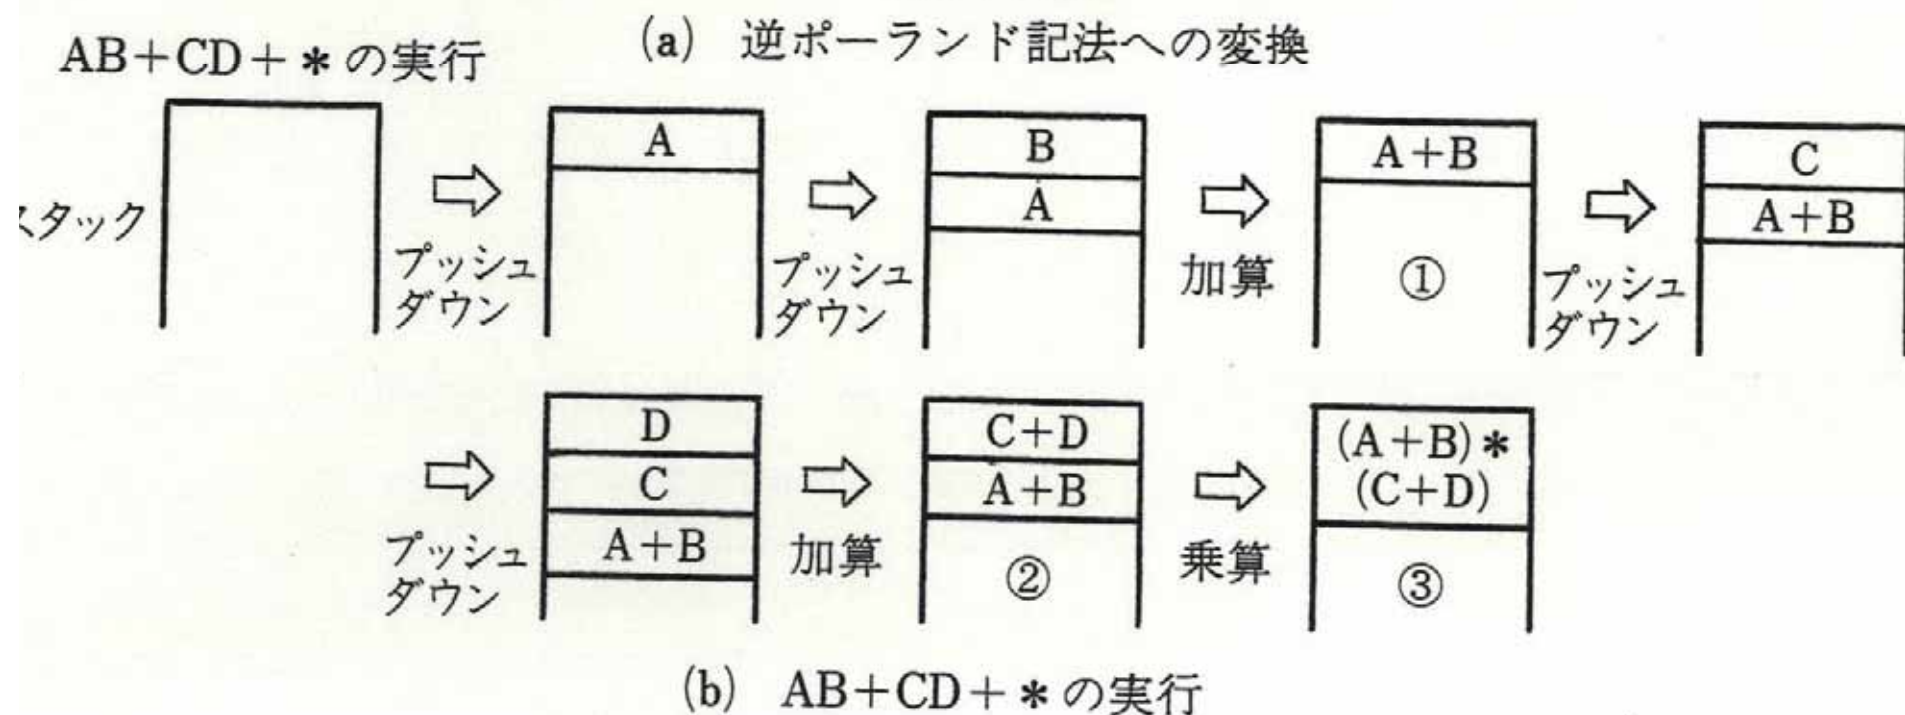 (a) 逆ポーランド記法への変換
AB+CD+*の実行
スタック
プッシュ
ダウン
A
プッシュ
ダウン
B
A
加算
A+B
①
プッシュ
ダウン
C
A+B
プッシュ
ダウン
D
C
A+B
加算
C+D
A+B
②
乗算
(A+B)*
(C+D)
③
(b) AB+CD+*の実行